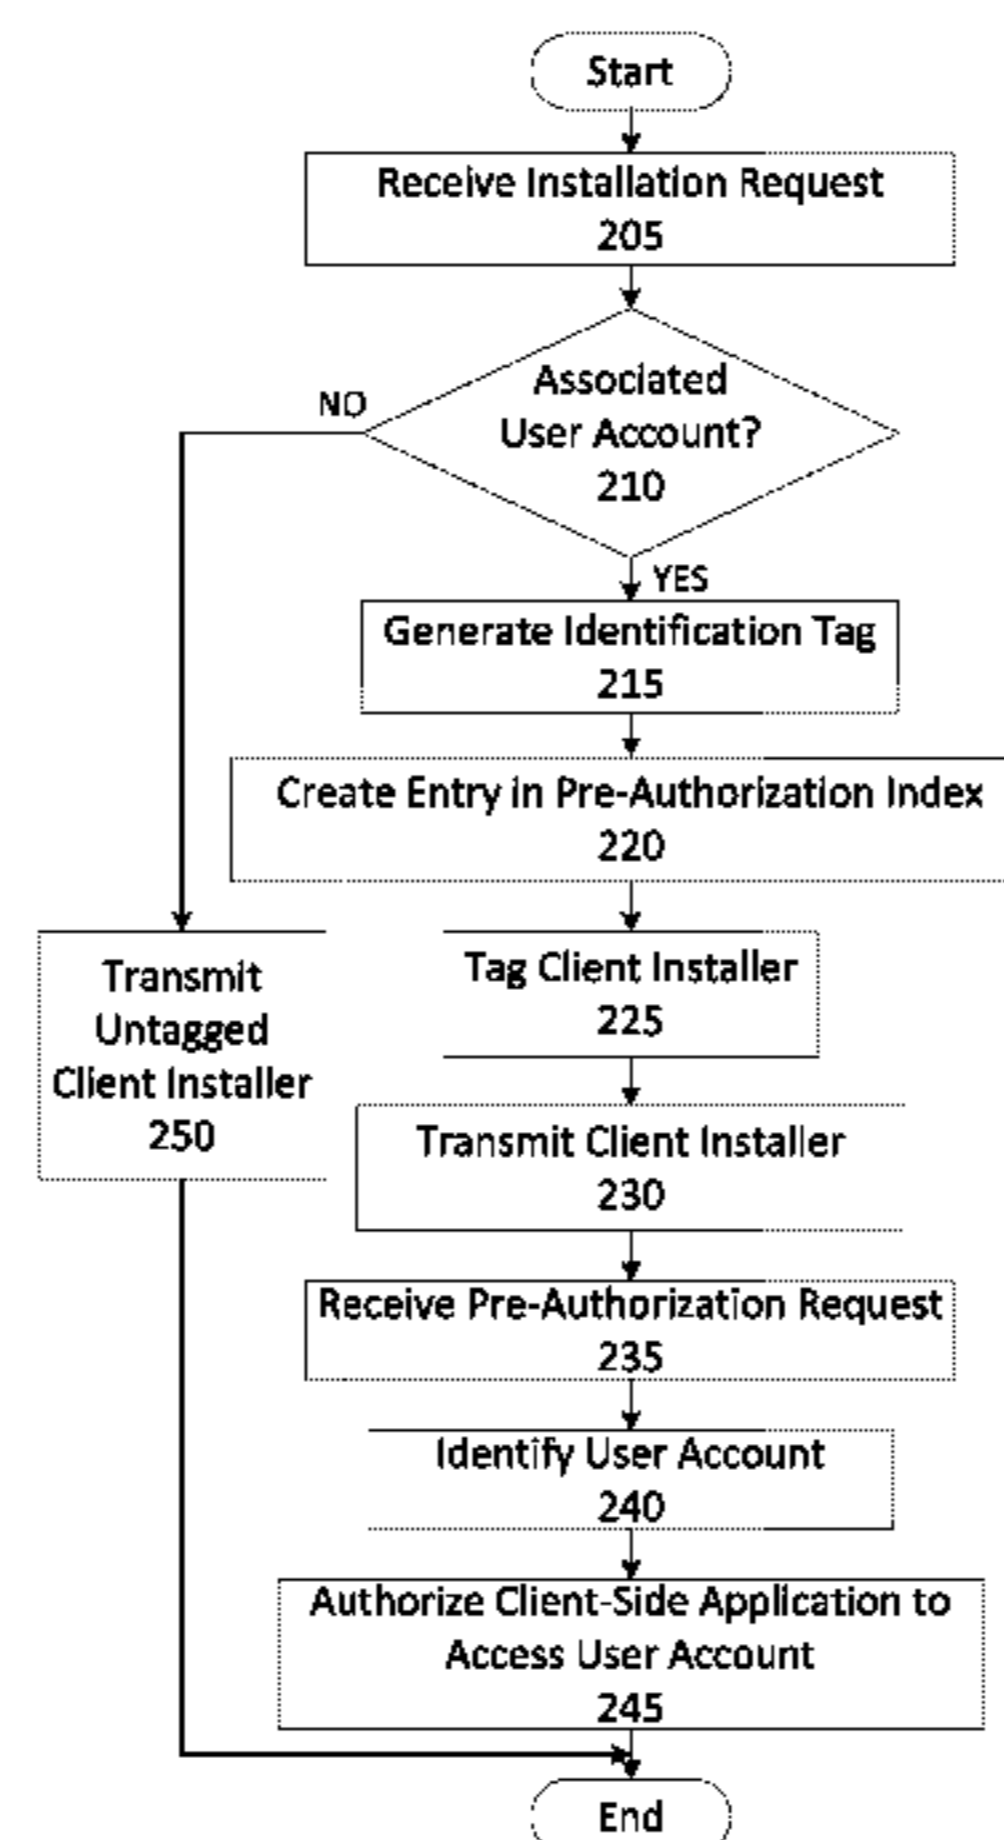 Start
Receive Installation Request
205
Associated
User Account?
210
NO
YES
Generate Identification Tag
215
Create Entry in Pre-Authorization Index
220
Tag Client Installer
225
Transmit
Untagged
Client Installer
250
Transmit Client Installer
230
Receive Pre-Authorization Request
235
Identify User Account
240
Authorize Client-Side Application to
Access User Account
245
End